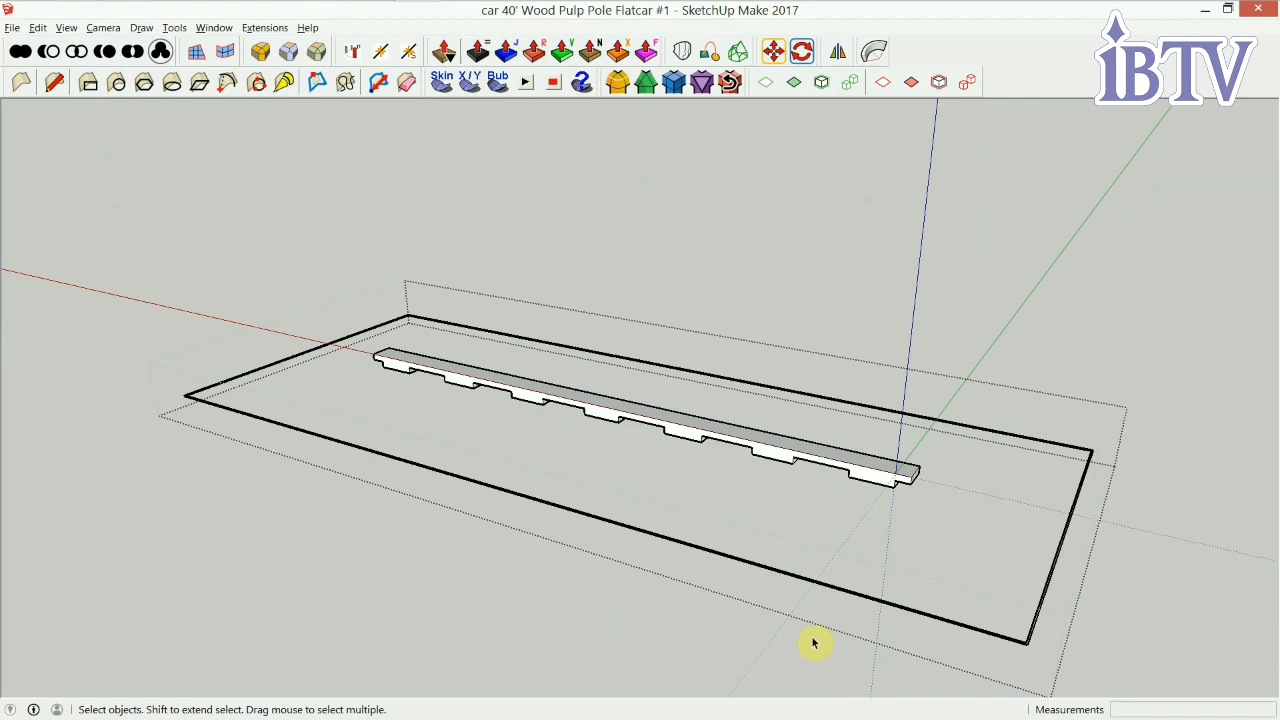 car 40' Wood Pulp Pole Flatcar #1 - SketchUp Make 2017
File Edit View Camera Draw Tools Window Extensions Help
iBTV
= J R V N X F
Skin X/Y Bub
Select objects. Shift to extend select. Drag mouse to select multiple.
Measurements